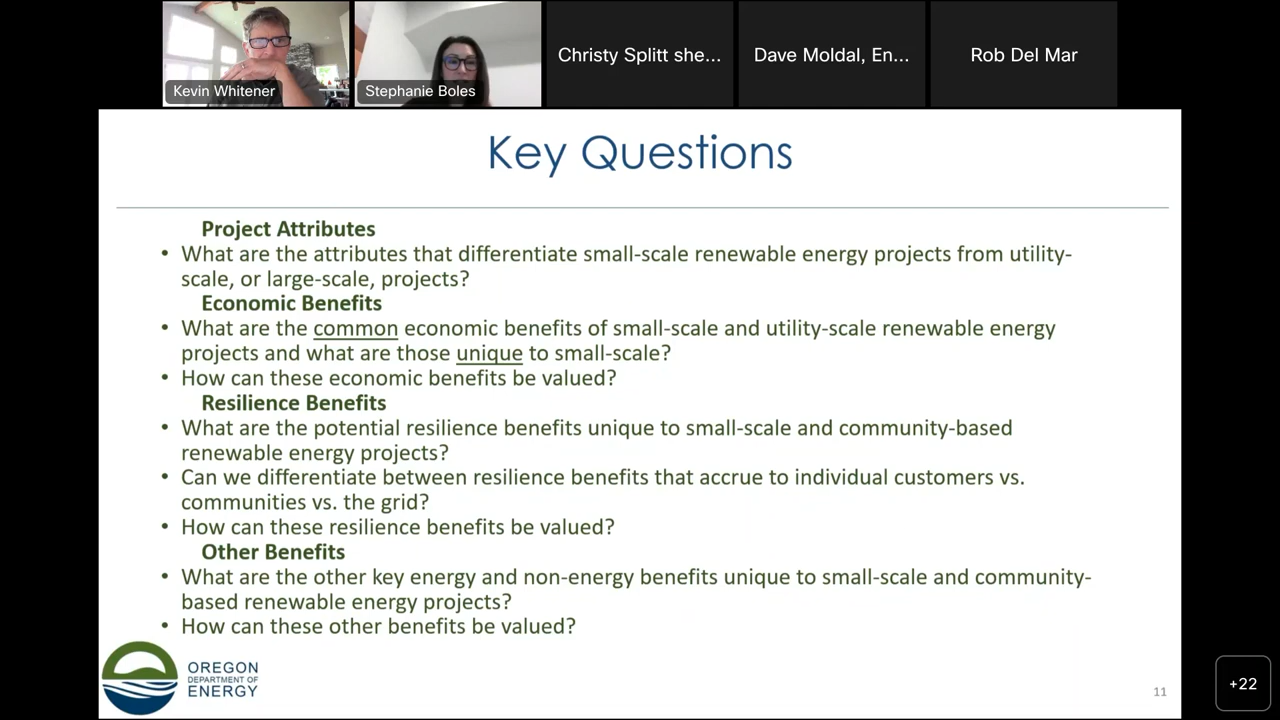 Kevin Whitener
Stephanie Boles
Christy Splitt she...
Dave Moldal, En...
Rob Del Mar
Key Questions
Project Attributes
• What are the attributes that differentiate small-scale renewable energy projects from utility-
scale, or large-scale, projects?
Economic Benefits
• What are the common economic benefits of small-scale and utility-scale renewable energy
projects and what are those unique to small-scale?
• How can these economic benefits be valued?
Resilience Benefits
• What are the potential resilience benefits unique to small-scale and community-based
renewable energy projects?
• Can we differentiate between resilience benefits that accrue to individual customers vs.
communities vs. the grid?
• How can these resilience benefits be valued?
Other Benefits
• What are the other key energy and non-energy benefits unique to small-scale and community-
based renewable energy projects?
• How can these other benefits be valued?
OREGON
DEPARTMENT OF
ENERGY
11
+22